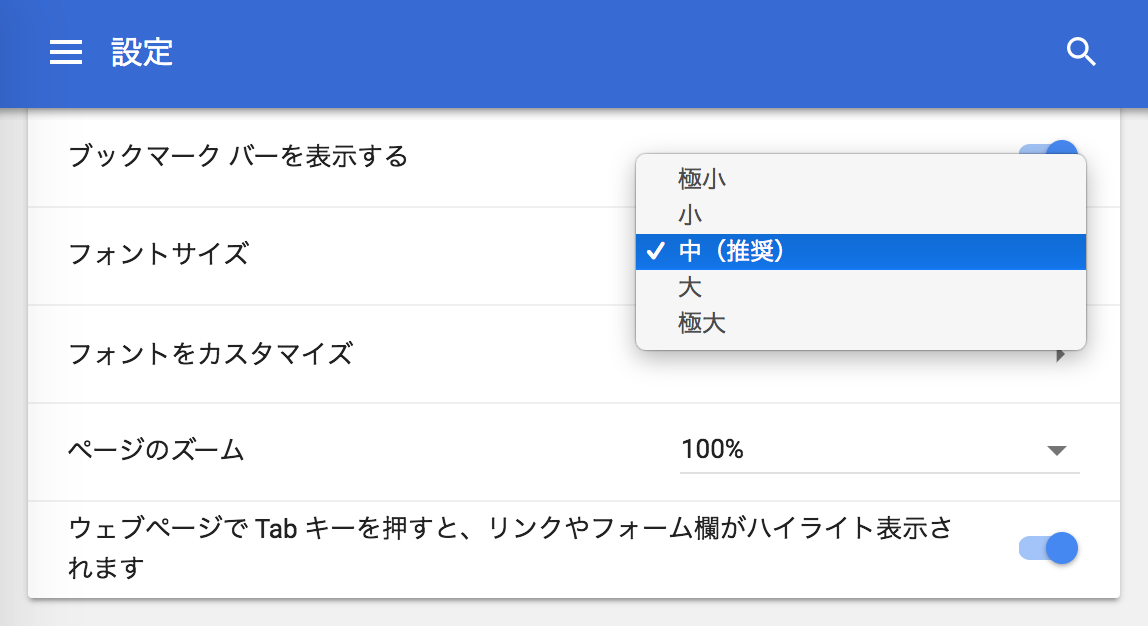 設定
ブックマーク バーを表示する
フォントサイズ
極小
小
中（推奨）
大
極大
フォントをカスタマイズ
ページのズーム
100%
ウェブページで Tab キーを押すと、リンクやフォーム欄がハイライト表示さ
れます